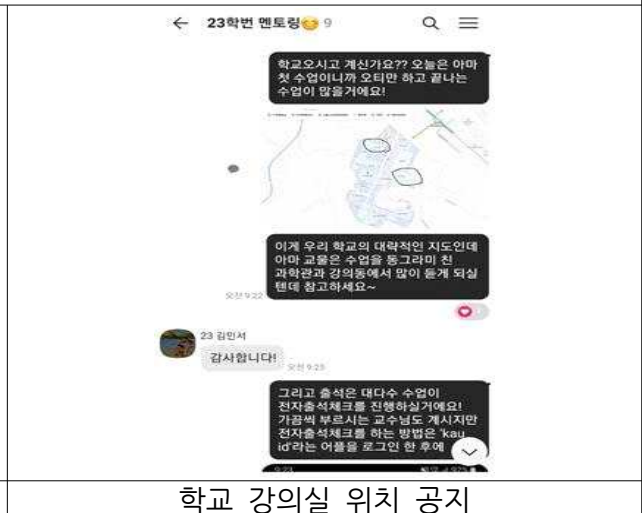 ← 23학번 멘토링😊 9
학교오시고 계신가요?? 오늘은 아마
첫 수업이니까 오티만 하고 끝나는
수업이 많을거에요!
이게 우리 학교의 대략적인 지도인데
아마 교물은 수업을 동그라미 친
과학관과 강의동에서 많이 듣게 되실
텐데 참고하세요~
오전 9:22
23 김민서
감사합니다!
오전 9:23
그리고 출석은 대다수 수업이
전자출석체크를 진행하실거에요!
가끔씩 부르시는 교수님도 계시지만
전자출석체크를 하는 방법은 'kau
id'라는 어플을 로그인 한 후에
9:23
학교 강의실 위치 공지